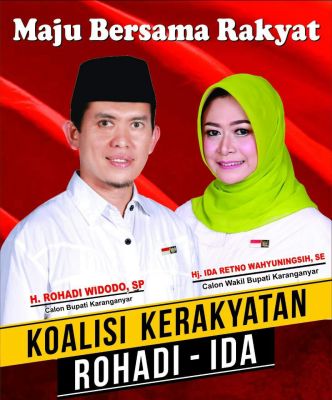 Maju Bersama Rakyat
H. ROHADI WIDODO, SP
Calon Bupati Karanganyar
Hj. IDA RETNO WAHYUNINGSIH, SE
Calon Wakil Bupati Karanganyar
KOALISI KERAKYATAN
ROHADI - IDA